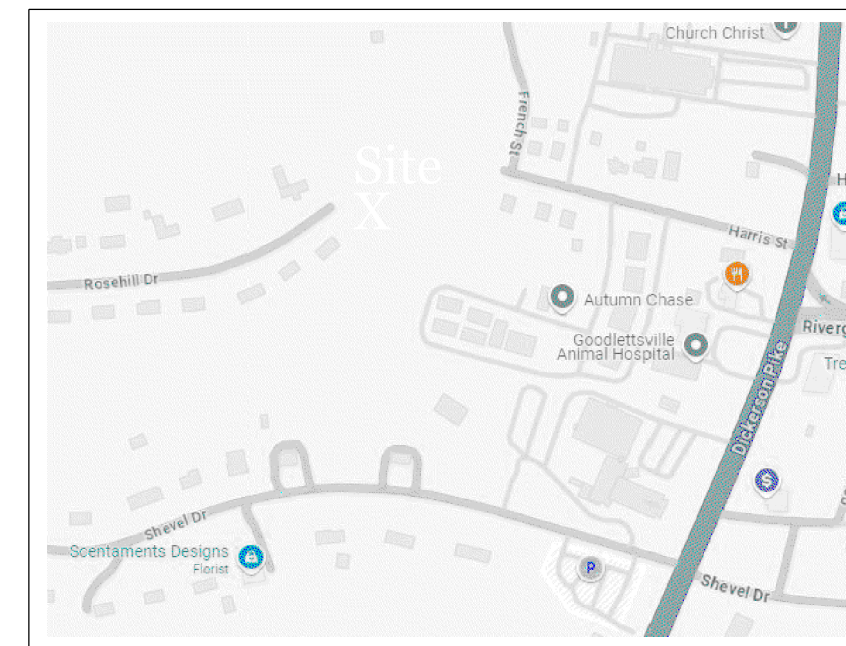 Church Christ
French St
Site
X
Harris St
Rosehill Dr
Autumn Chase
Goodlettsville
Animal Hospital
Dickerson Pike
Shevel Dr
Scentaments Designs
Florist
P
Shevel Dr